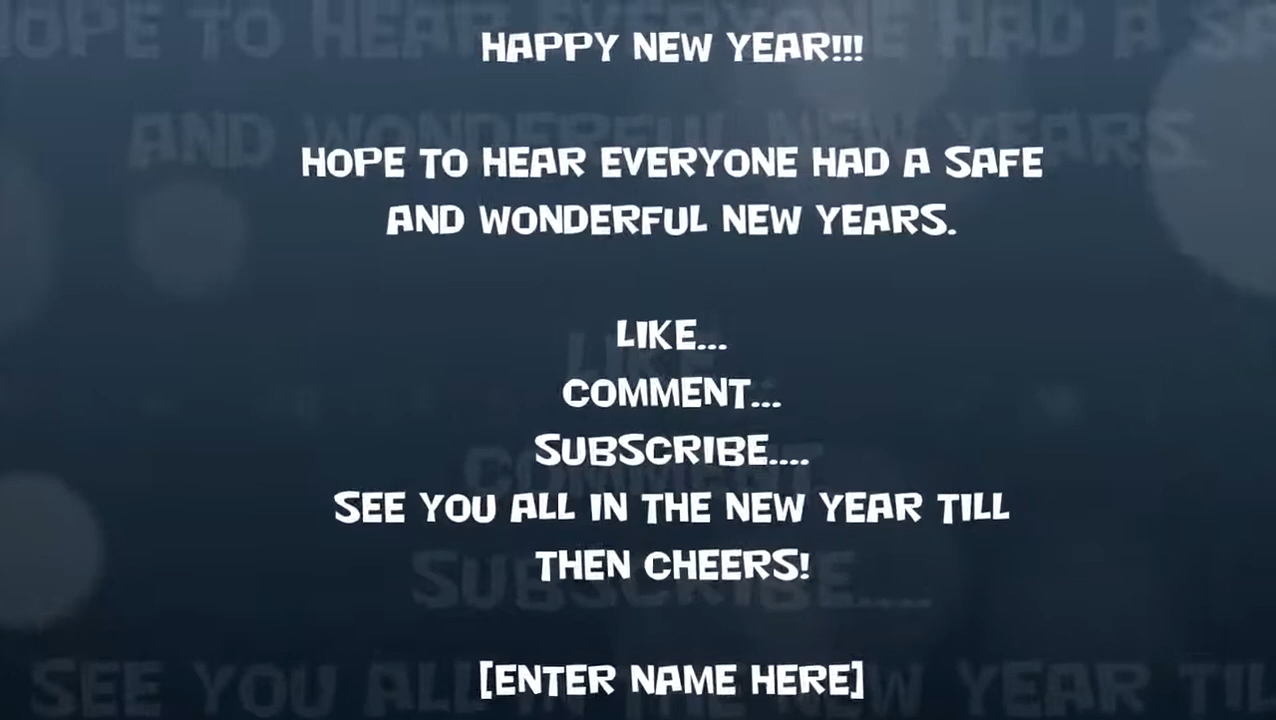 HAPPY NEW YEAR!!!
HOPE TO HEAR EVERYONE HAD A SAFE
AND WONDERFUL NEW YEARS.
LIKE...
COMMENT...
SUBSCRIBE....
SEE YOU ALL IN THE NEW YEAR TILL
THEN CHEERS!
[ENTER NAME HERE]